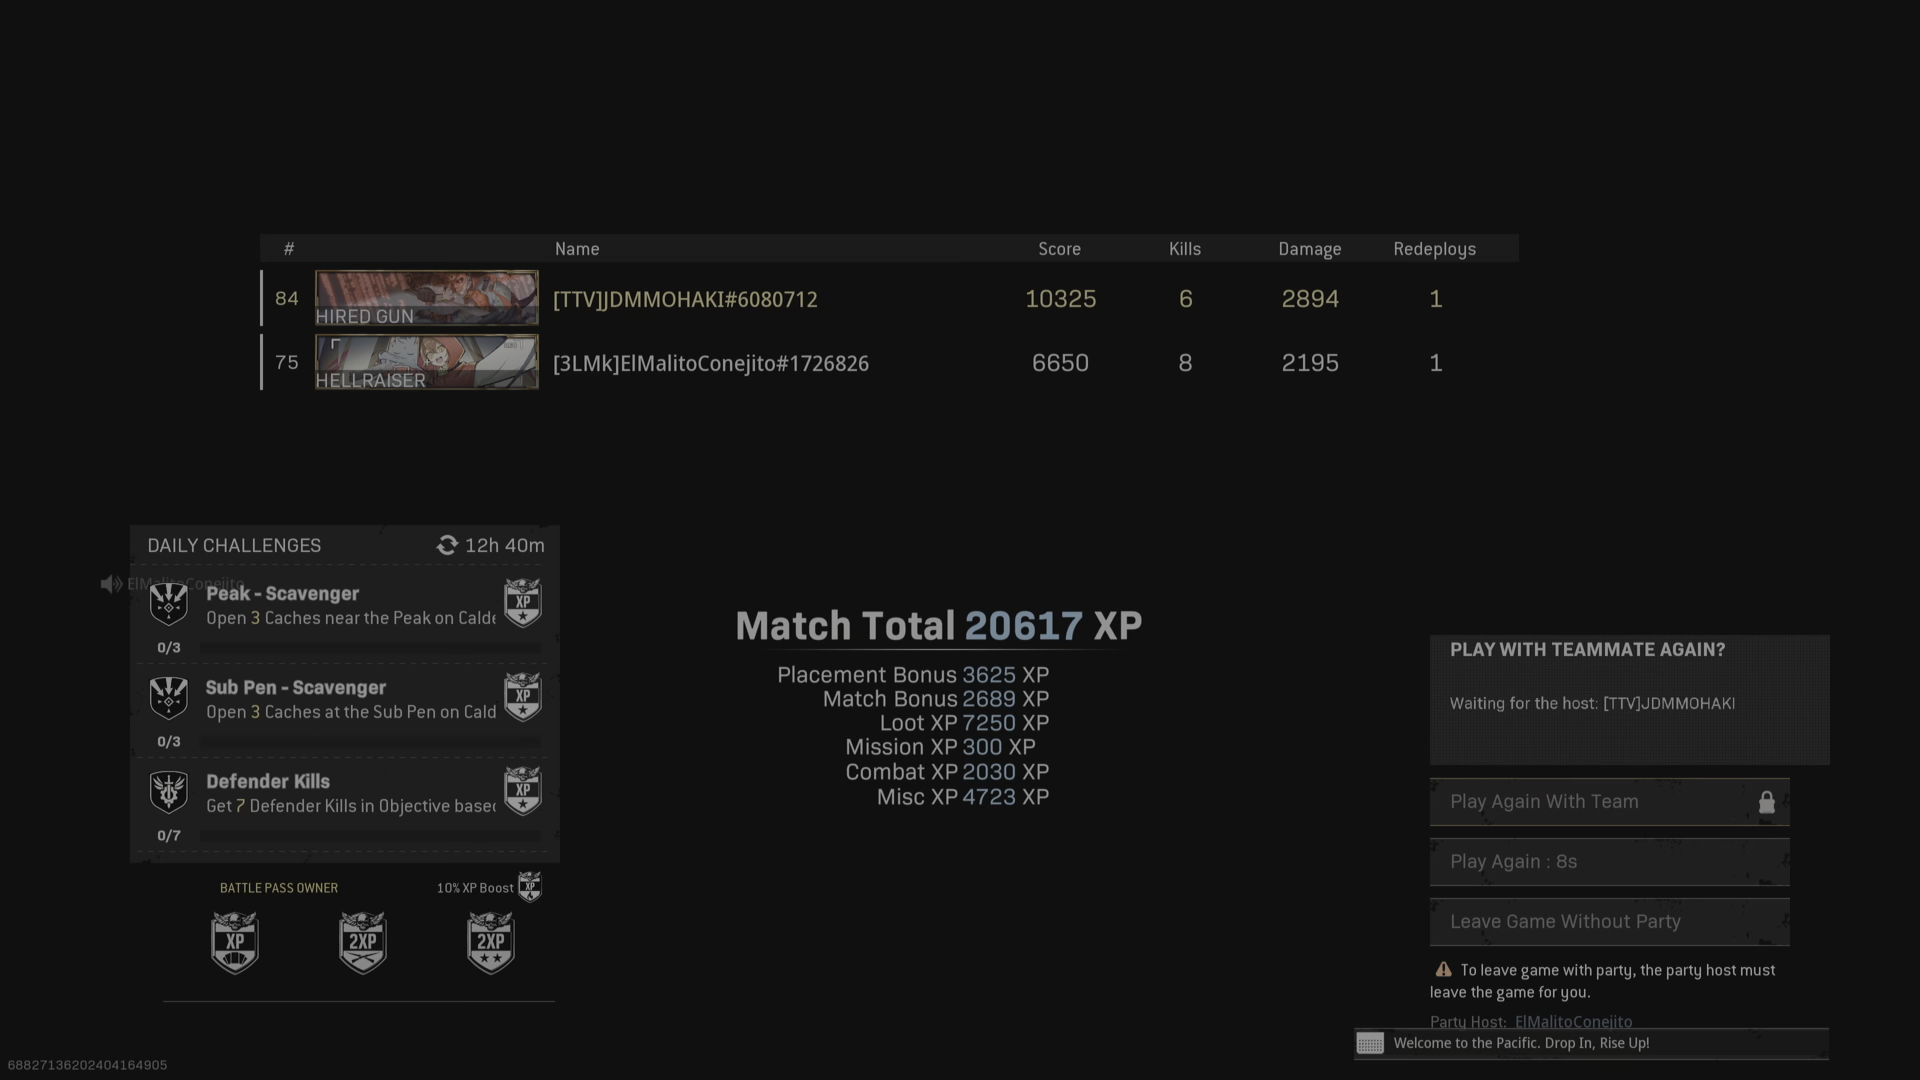 # Name Score Kills Damage Redeploys
84 HIRED GUN [TTV]JDMMOHAKI#6080712 10325 6 2894 1
75 HELLRAISER [3LMk]ElMalitoConejito#1726826 6650 8 2195 1
DAILY CHALLENGES 12h 40m
ElMalitoConejito
Peak - Scavenger
Open 3 Caches near the Peak on Calde
XP
0/3
Sub Pen - Scavenger
Open 3 Caches at the Sub Pen on Cald
XP
0/3
Defender Kills
Get 7 Defender Kills in Objective based
XP
0/7
BATTLE PASS OWNER 10% XP Boost XP
XP 2XP 2XP
Match Total 20617 XP
Placement Bonus 3625 XP
Match Bonus 2689 XP
Loot XP 7250 XP
Mission XP 300 XP
Combat XP 2030 XP
Misc XP 4723 XP
PLAY WITH TEAMMATE AGAIN?
Waiting for the host: [TTV]JDMMOHAKI
Play Again With Team
Play Again : 8s
Leave Game Without Party
To leave game with party, the party host must
leave the game for you.
Party Host: ElMalitoConejito
Welcome to the Pacific. Drop In, Rise Up!
68827136202404164905